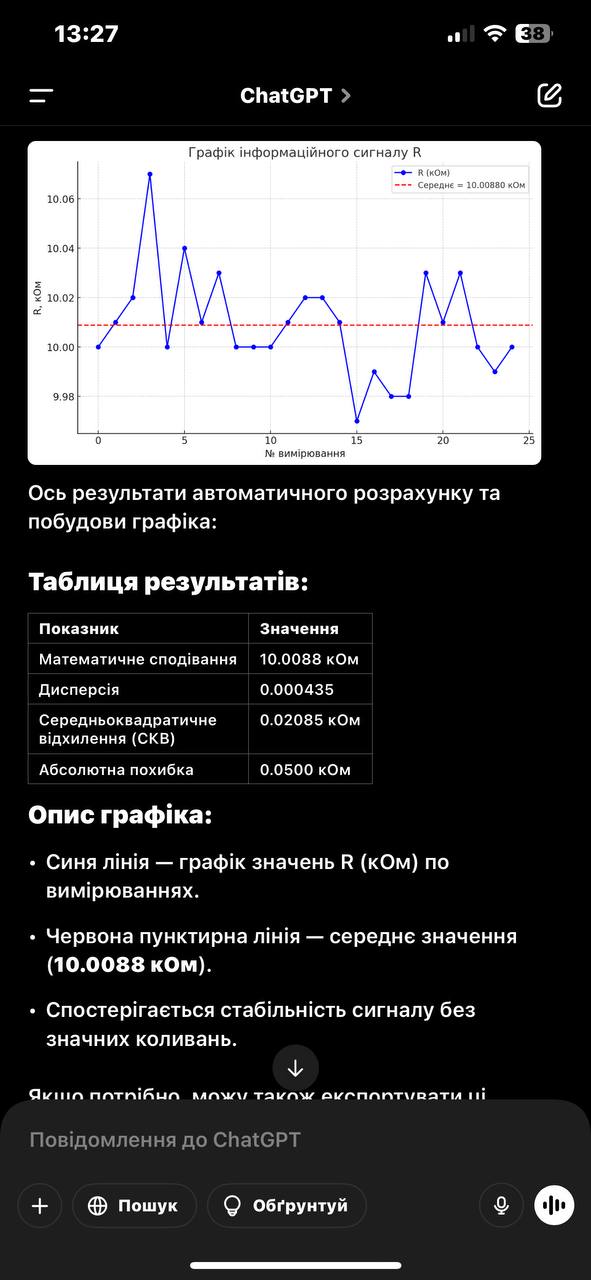 13:27
38
ChatGPT
Графік інформаційного сигналу R
R (кОм)
Середнє = 10.00880 кОм
10.06
10.04
10.02
10.00
9.98
R, кОм
0 5 10 15 20 25
№ вимірювання
Ось результати автоматичного розрахунку та
побудови графіка:
Таблиця результатів:
Показник Значення
Математичне сподівання 10.0088 кОм
Дисперсія 0.000435
Середньоквадратичне 0.02085 кОм
відхилення (СКВ)
Абсолютна похибка 0.0500 кОм
Опис графіка:
• Синя лінія — графік значень R (кОм) по
вимірюваннях.
• Червона пунктирна лінія — середнє значення
(10.0088 кОм).
• Спостерігається стабільність сигналу без
значних коливань.
Якщо потрібно, можу також експортувати ці
Повідомлення до ChatGPT
Пошук
Обґрунтуй